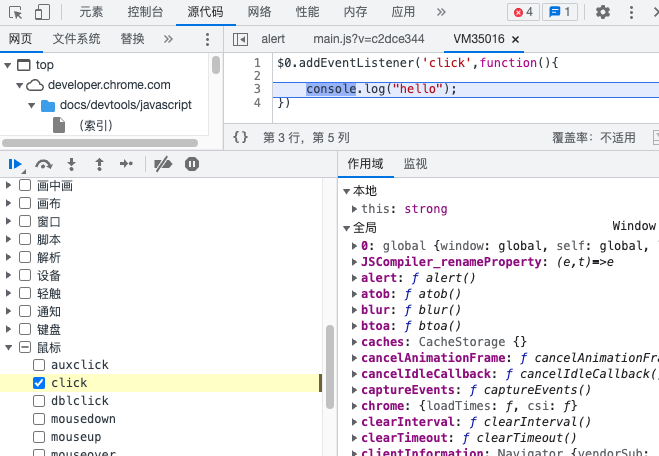 元素 控制台 源代码 网络 性能 内存 应用 4 1
网页 文件系统 替换 alert main.js?v=c2dce344 VM35016
top
developer.chrome.com
docs/devtools/javascript
（索引）
1 $0.addEventListener('click',function(){
2
3 console.log("hello");
4 })
{} 第 3 行，第 5 列 覆盖率：不适用
画中画
画布
窗口
脚本
解析
设备
轻触
通知
键盘
鼠标
auxclick
click
dblclick
mousedown
mouseup
mouseover
作用域 监视
本地
this: strong
全局 Window
0: global {window: global, self: global,
JSCompiler_renameProperty: (e,t)=>e
alert: ƒ alert()
atob: ƒ atob()
blur: ƒ blur()
btoa: ƒ btoa()
caches: CacheStorage {}
cancelAnimationFrame: ƒ cancelAnimationFra
cancelIdleCallback: ƒ cancelIdleCallback(
captureEvents: ƒ captureEvents()
chrome: {loadTimes: ƒ, csi: ƒ}
clearInterval: ƒ clearInterval()
clearTimeout: ƒ clearTimeout()
clientInformation: Navigator {vendorSub: